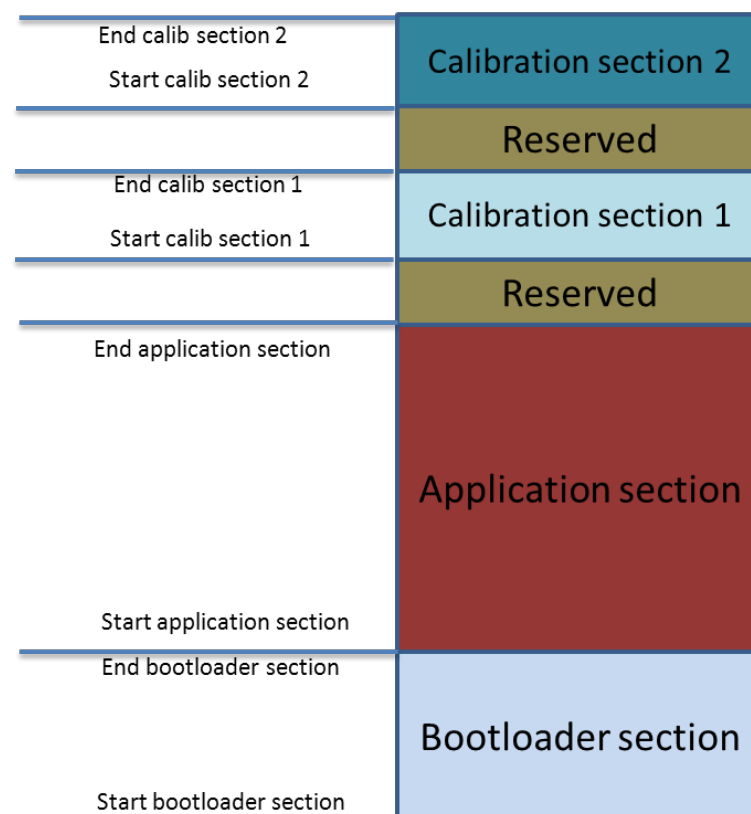 End calib section 2
Start calib section 2
Calibration section 2
Reserved
End calib section 1
Start calib section 1
Calibration section 1
Reserved
End application section
Application section
Start application section
End bootloader section
Bootloader section
Start bootloader section